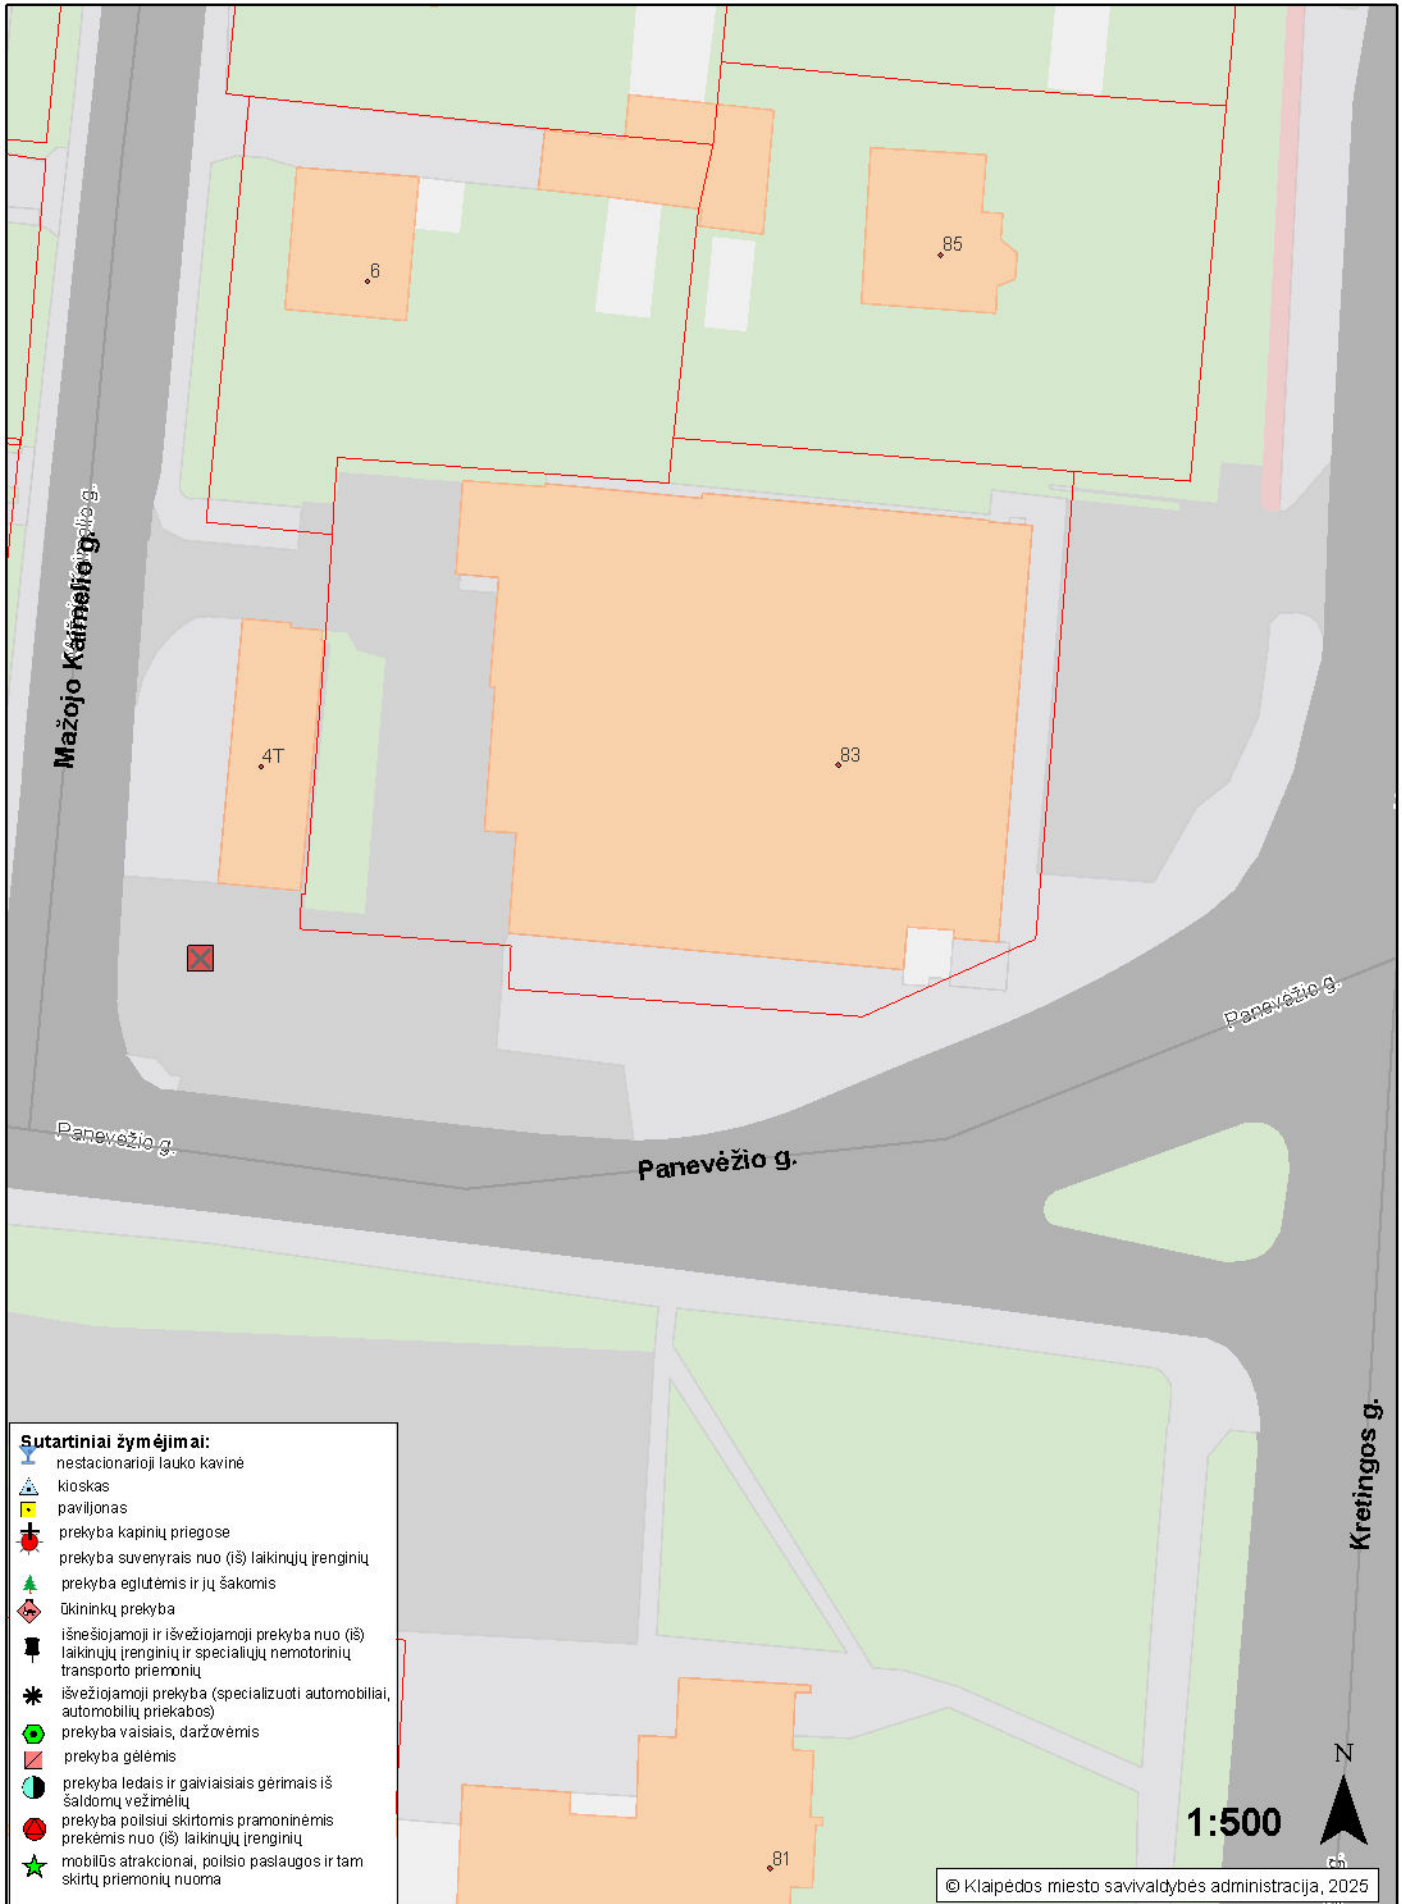 85
6
Mažojo Kaimelio g.
83
4T
Panevėžio g.
Panevėžio g.
Panevėžio g.
Kretingos g.
Sutartiniai žymėjimai:
nestacionarioji lauko kavinė
kioskas
paviljonas
prekyba kapinių priegose
prekyba suvenyrais nuo (iš) laikinųjų įrenginių
prekyba eglutėmis ir jų šakomis
ūkininkų prekyba
išnešiojamoji ir išvežiojamoji prekyba nuo (iš)
laikinųjų įrenginių ir specialiųjų nemotorinių
transporto priemonių
išvežiojamoji prekyba (specializuoti automobiliai,
automobilių priekabos)
prekyba vaisiais, daržovėmis
prekyba gėlėmis
prekyba ledais ir gaiviaisiais gėrimais iš
šaldomų vežimėlių
prekyba poilsiui skirtomis pramoninėmis
prekėmis nuo (iš) laikinųjų įrenginių
mobilūs atrakcionai, poilsio paslaugos ir tam
skirtų priemonių nuoma
N
1:500
81
g.
© Klaipėdos miesto savivaldybės administracija, 2025